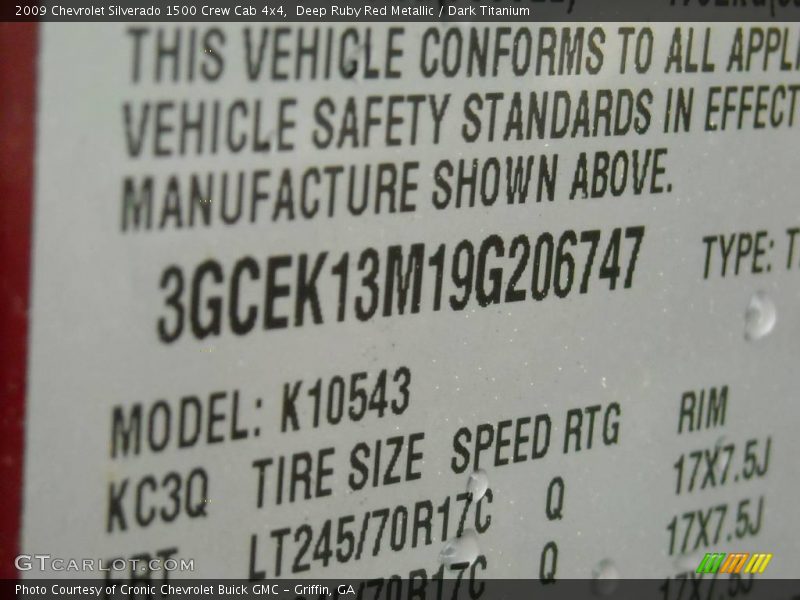 2009 Chevrolet Silverado 1500 Crew Cab 4x4, Deep Ruby Red Metallic / Dark Titanium
THIS VEHICLE CONFORMS TO ALL
VEHICLE SAFETY STANDARDS IN EFFECT
MANUFACTURE SHOWN ABOVE.
3GCEK13M19G206747 TYPE:
MODEL: K10543
KC3Q TIRE SIZE SPEED RTG RIM
LT245/70R17C Q 17X7.5J
FRT Q 17X7.5J
GTcarlot.com
Photo Courtesy of Cronic Chevrolet Buick GMC – Griffin, GA